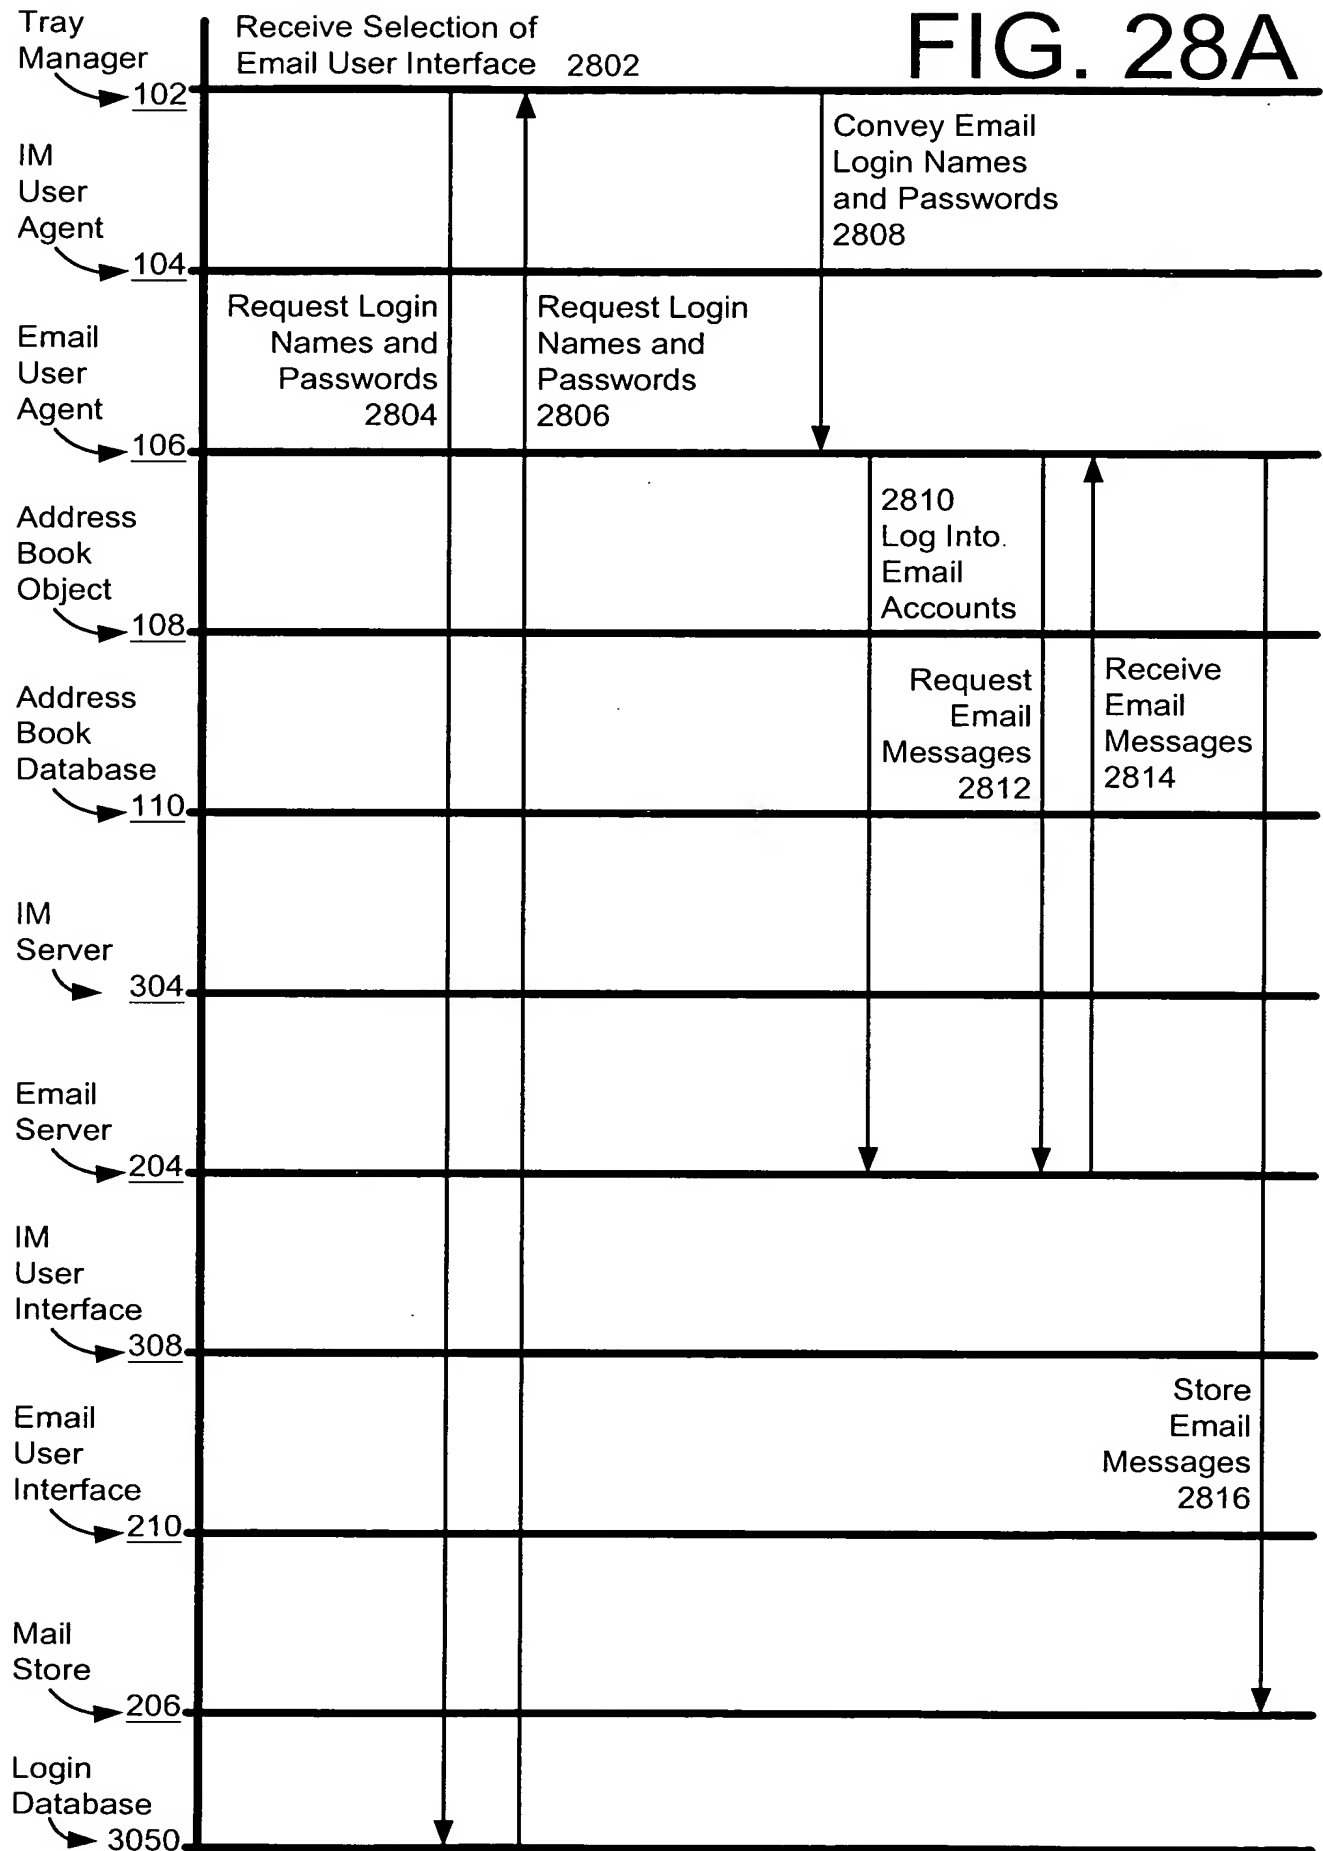 FIG. 28A
Tray
Manager
102
Receive Selection of
Email User Interface 2802
IM
User
Agent
104
Convey Email
Login Names
and Passwords
2808
Email
User
Agent
106
Request Login
Names and
Passwords
2804
Request Login
Names and
Passwords
2806
Address
Book
Object
108
2810
Log Into.
Email
Accounts
Address
Book
Database
110
Request
Email
Messages
2812
Receive
Email
Messages
2814
IM
Server
304
Email
Server
204
IM
User
Interface
308
Email
User
Interface
210
Store
Email
Messages
2816
Mail
Store
206
Login
Database
3050